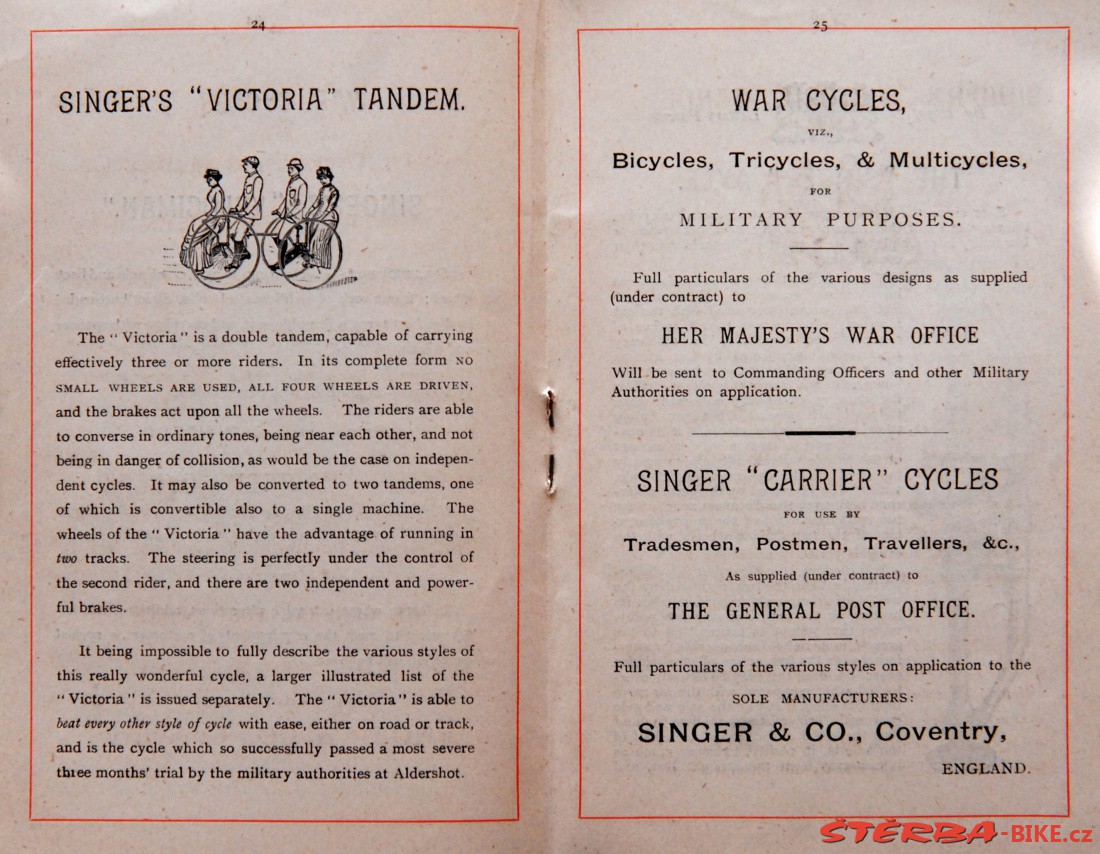 24
SINGER'S "VICTORIA" TANDEM.
The "Victoria" is a double tandem, capable of carrying
effectively three or more riders. In its complete form NO
SMALL WHEELS ARE USED, ALL FOUR WHEELS ARE DRIVEN,
and the brakes act upon all the wheels. The riders are able
to converse in ordinary tones, being near each other, and not
being in danger of collision, as would be the case on indepen-
dent cycles. It may also be converted to two tandems, one
of which is convertible also to a single machine. The
wheels of the "Victoria" have the advantage of running in
two tracks. The steering is perfectly under the control of
the second rider, and there are two independent and power-
ful brakes.
It being impossible to fully describe the various styles of
this really wonderful cycle, a larger illustrated list of the
"Victoria" is issued separately. The "Victoria" is able to
beat every other style of cycle with ease, either on road or track,
and is the cycle which so successfully passed a most severe
three months' trial by the military authorities at Aldershot.
25
WAR CYCLES,
VIZ.,
Bicycles, Tricycles, & Multicycles,
FOR
MILITARY PURPOSES.
Full particulars of the various designs as supplied
(under contract) to
HER MAJESTY'S WAR OFFICE
Will be sent to Commanding Officers and other Military
Authorities on application.
SINGER "CARRIER" CYCLES
FOR USE BY
Tradesmen, Postmen, Travellers, &c.,
As supplied (under contract) to
THE GENERAL POST OFFICE.
Full particulars of the various styles on application to the
SOLE MANUFACTURERS:
SINGER & CO., Coventry,
ENGLAND.
ŠTĚRBA-BIKE.cz